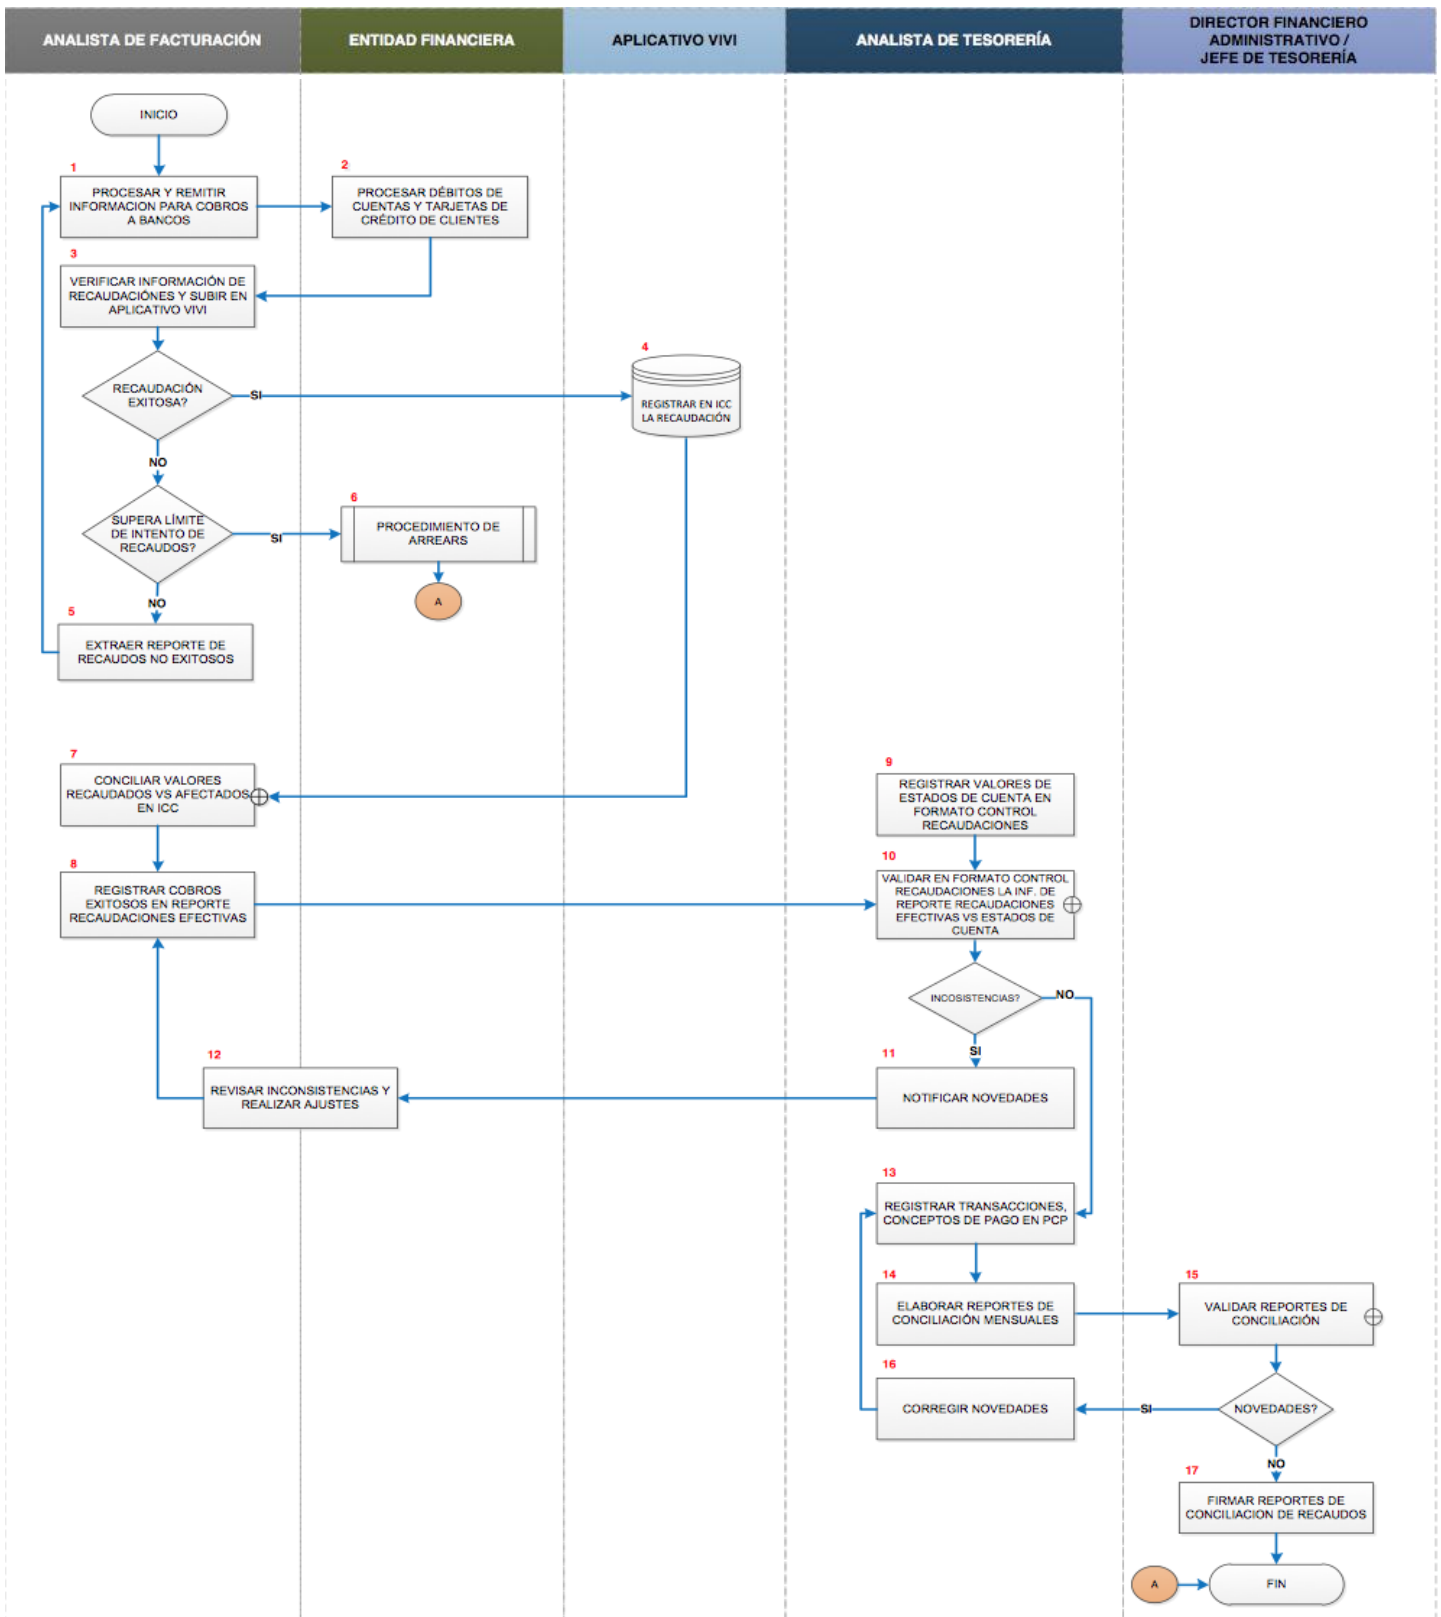 ANALISTA DE FACTURACIÓN
ENTIDAD FINANCIERA
APLICATIVO VIVI
ANALISTA DE TESORERÍA
DIRECTOR FINANCIERO
ADMINISTRATIVO /
JEFE DE TESORERÍA
INICIO
1
PROCESAR Y REMITIR
INFORMACION PARA COBROS
A BANCOS
2
PROCESAR DÉBITOS DE
CUENTAS Y TARJETAS DE
CRÉDITO DE CLIENTES
3
VERIFICAR INFORMACIÓN DE
RECAUDACIÓNES Y SUBIR EN
APLICATIVO VIVI
RECAUDACIÓN
EXITOSA?
SI
4
REGISTRAR EN ICC
LA RECAUDACIÓN
NO
SUPERA LÍMITE
DE INTENTO DE
RECAUDOS?
SI
6
PROCEDIMIENTO DE
ARREARS
A
NO
5
EXTRAER REPORTE DE
RECAUDOS NO EXITOSOS
7
CONCILIAR VALORES
RECAUDADOS VS AFECTADOS
EN ICC
9
REGISTRAR VALORES DE
ESTADOS DE CUENTA EN
FORMATO CONTROL
RECAUDACIONES
8
REGISTRAR COBROS
EXITOSOS EN REPORTE
RECAUDACIONES EFECTIVAS
10
VALIDAR EN FORMATO CONTROL
RECAUDACIONES LA INF. DE
REPORTE RECAUDACIONES
EFECTIVAS VS ESTADOS DE
CUENTA
INCOSISTENCIAS?
NO
SI
11
NOTIFICAR NOVEDADES
12
REVISAR INCONSISTENCIAS Y
REALIZAR AJUSTES
13
REGISTRAR TRANSACCIONES,
CONCEPTOS DE PAGO EN PCP
14
ELABORAR REPORTES DE
CONCILIACIÓN MENSUALES
15
VALIDAR REPORTES DE
CONCILIACIÓN
16
CORREGIR NOVEDADES
SI
NOVEDADES?
NO
17
FIRMAR REPORTES DE
CONCILIACION DE RECAUDOS
A
FIN